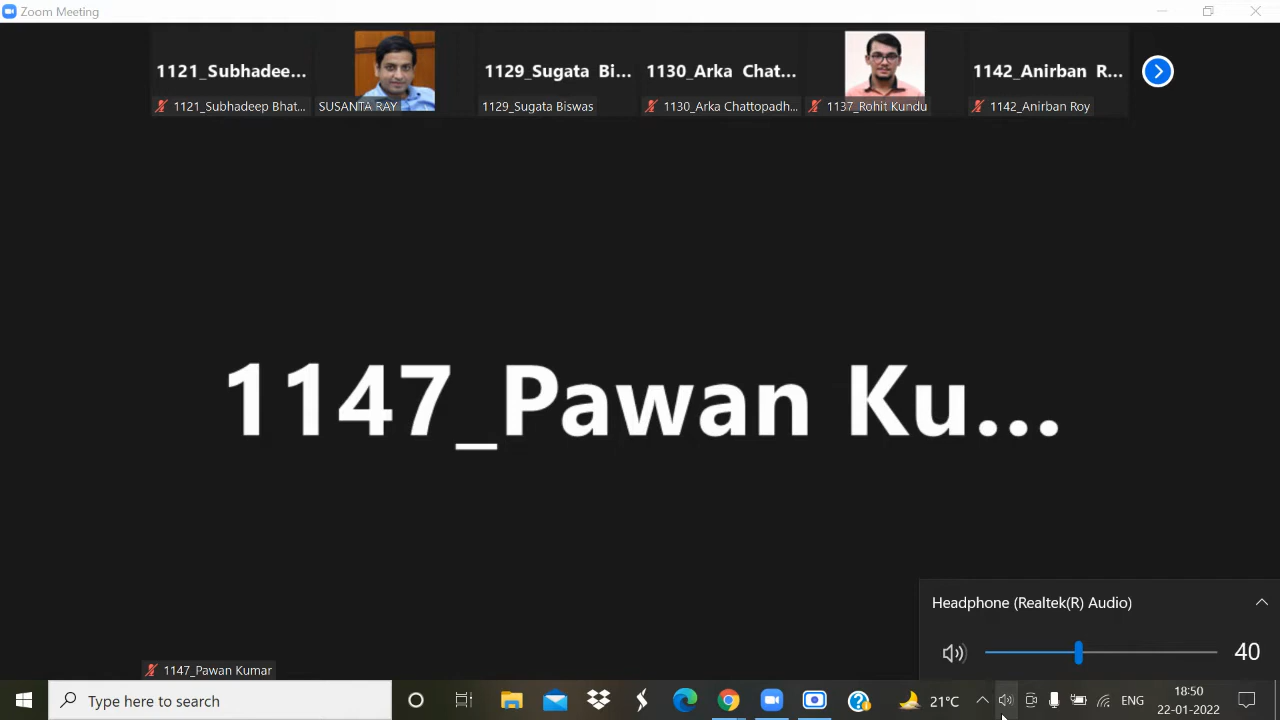 Zoom Meeting
1121_Subhadee...
1129_Sugata Bi...
1130_Arka Chat...
1142_Anirban R...
1121_Subhadeep Bhat...
SUSANTA RAY
1129_Sugata Biswas
1130_Arka Chattopadh...
1137_Rohit Kundu
1142_Anirban Roy
1147_Pawan Ku...
Headphone (Realtek(R) Audio)
40
1147_Pawan Kumar
Type here to search
21°C
ENG
18:50
22-01-2022